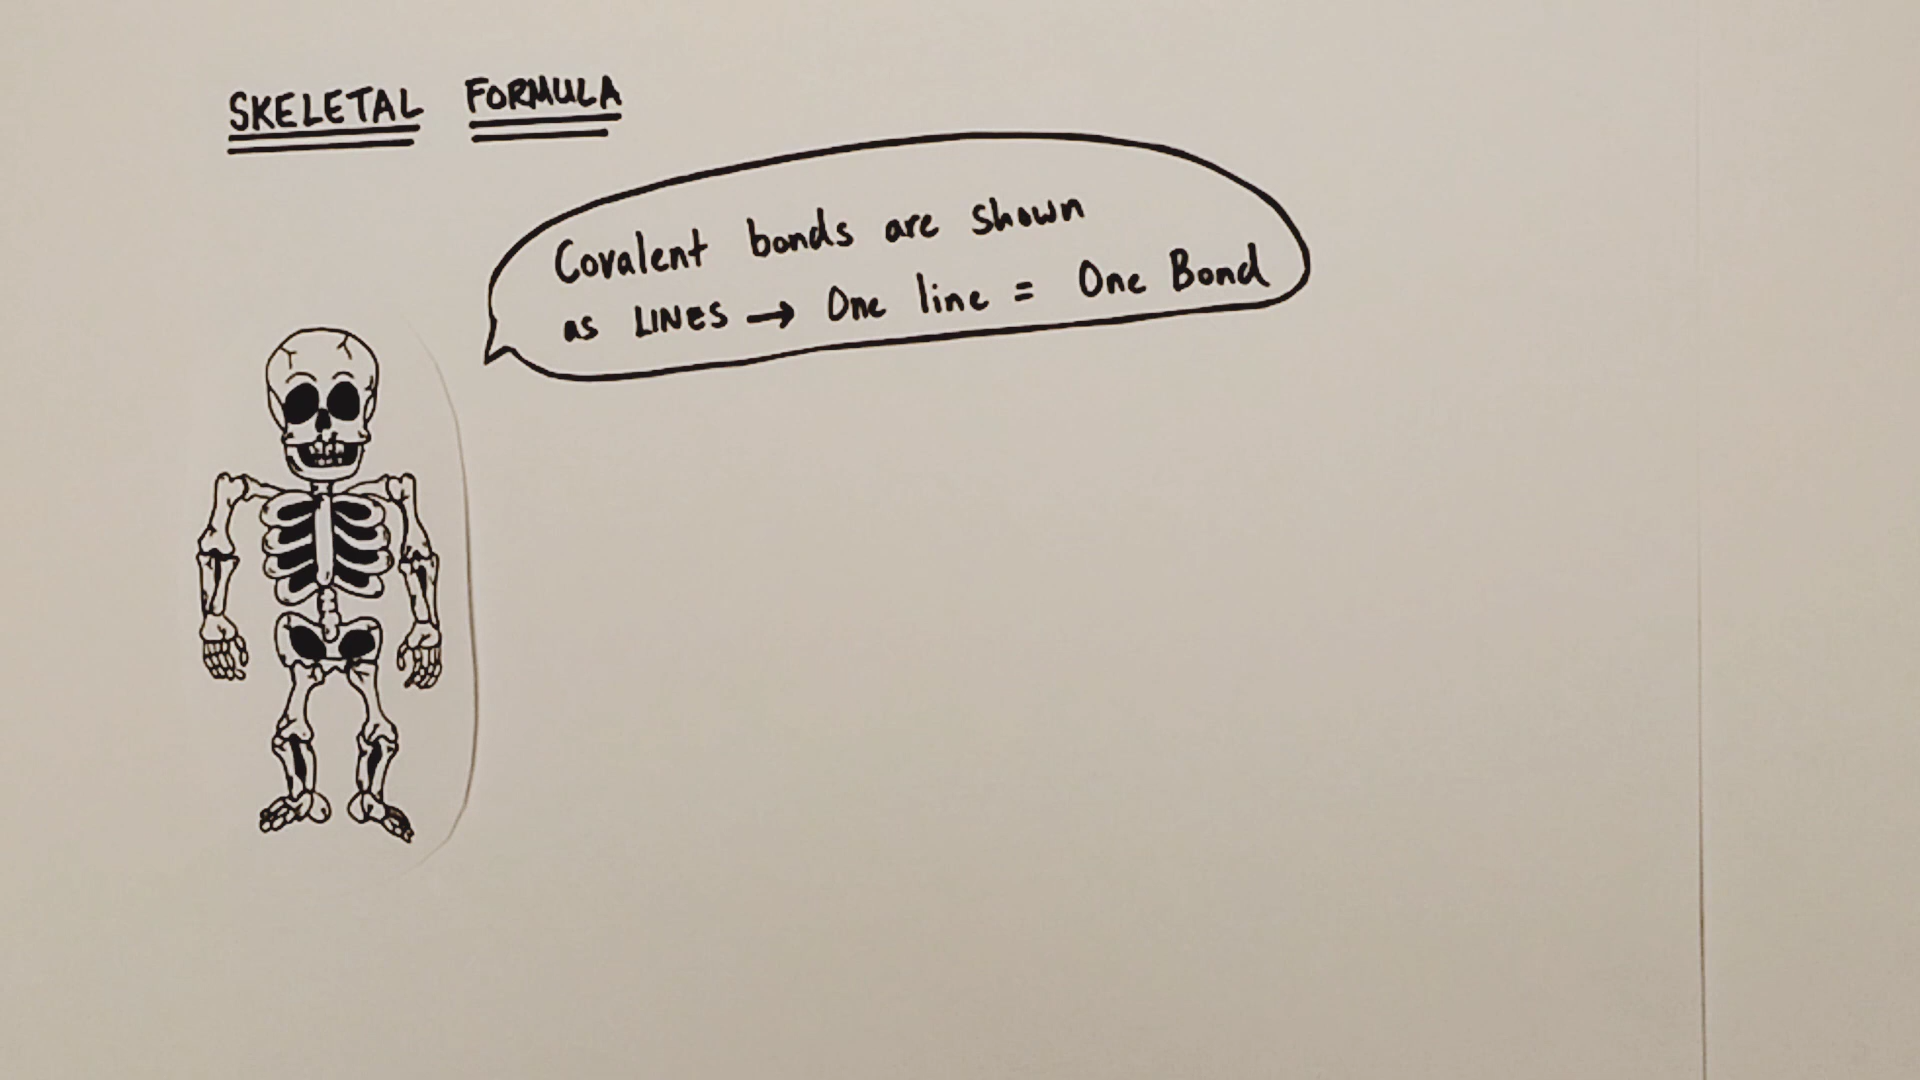 SKELETAL FORMULA
Covalent bonds are shown
as LINES → One line = One Bond